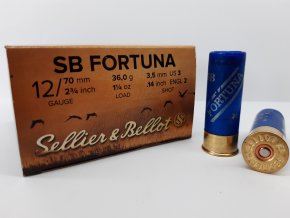 SB FORTUNA
12/ 70 mm 36,0 g 3,5 mm US 3
2¾ inch 1¼ oz .14 inch ENGL 2
GAUGE LOAD SHOT
Sellier & Bellot
SB
FORTUNA